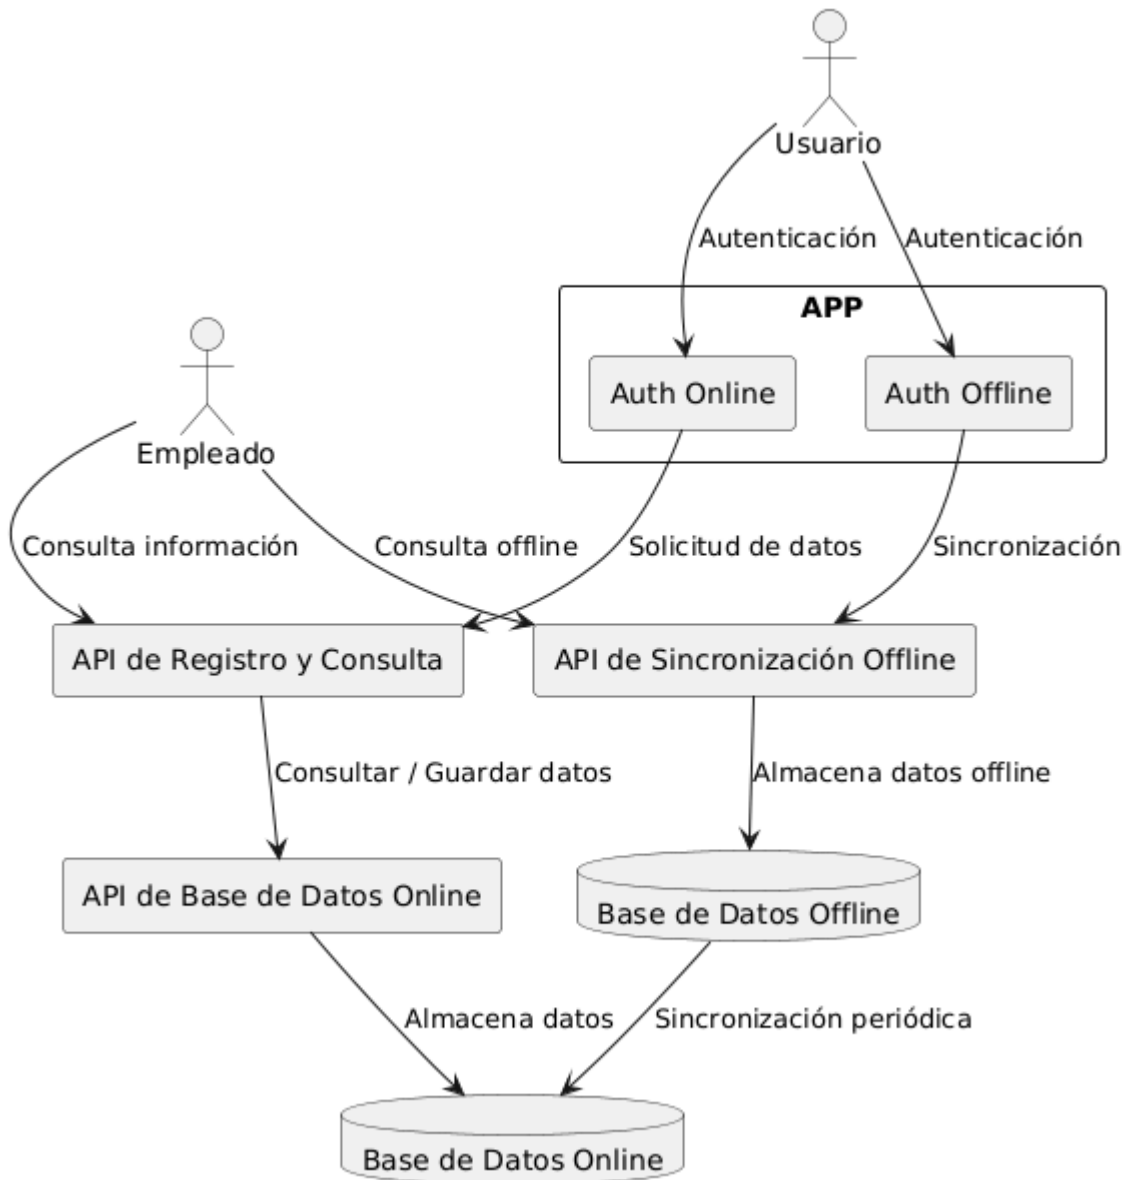 Usuario
Autenticación
Autenticación
APP
Auth Online
Auth Offline
Empleado
Consulta información
Consulta offline
Solicitud de datos
Sincronización
API de Registro y Consulta
API de Sincronización Offline
Consultar / Guardar datos
Almacena datos offline
API de Base de Datos Online
Base de Datos Offline
Almacena datos
Sincronización periódica
Base de Datos Online